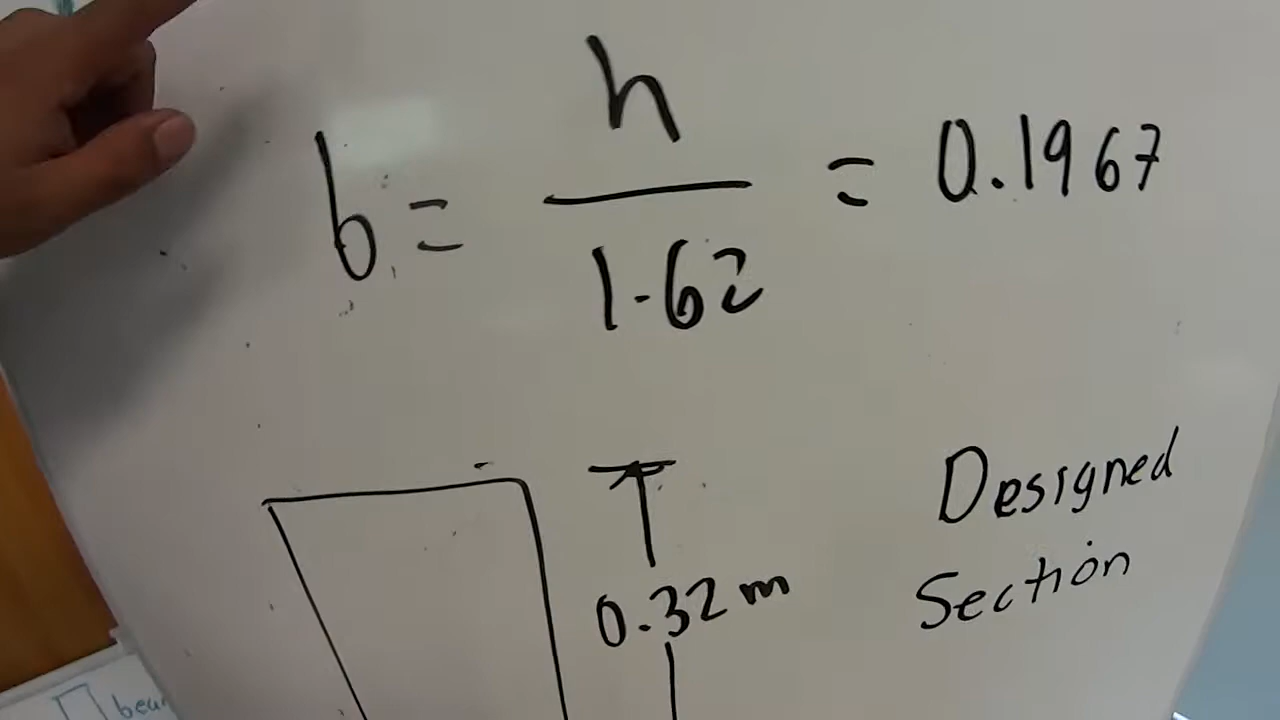 b = h / 1.62 = 0.1967
0.32 m
Designed
Section